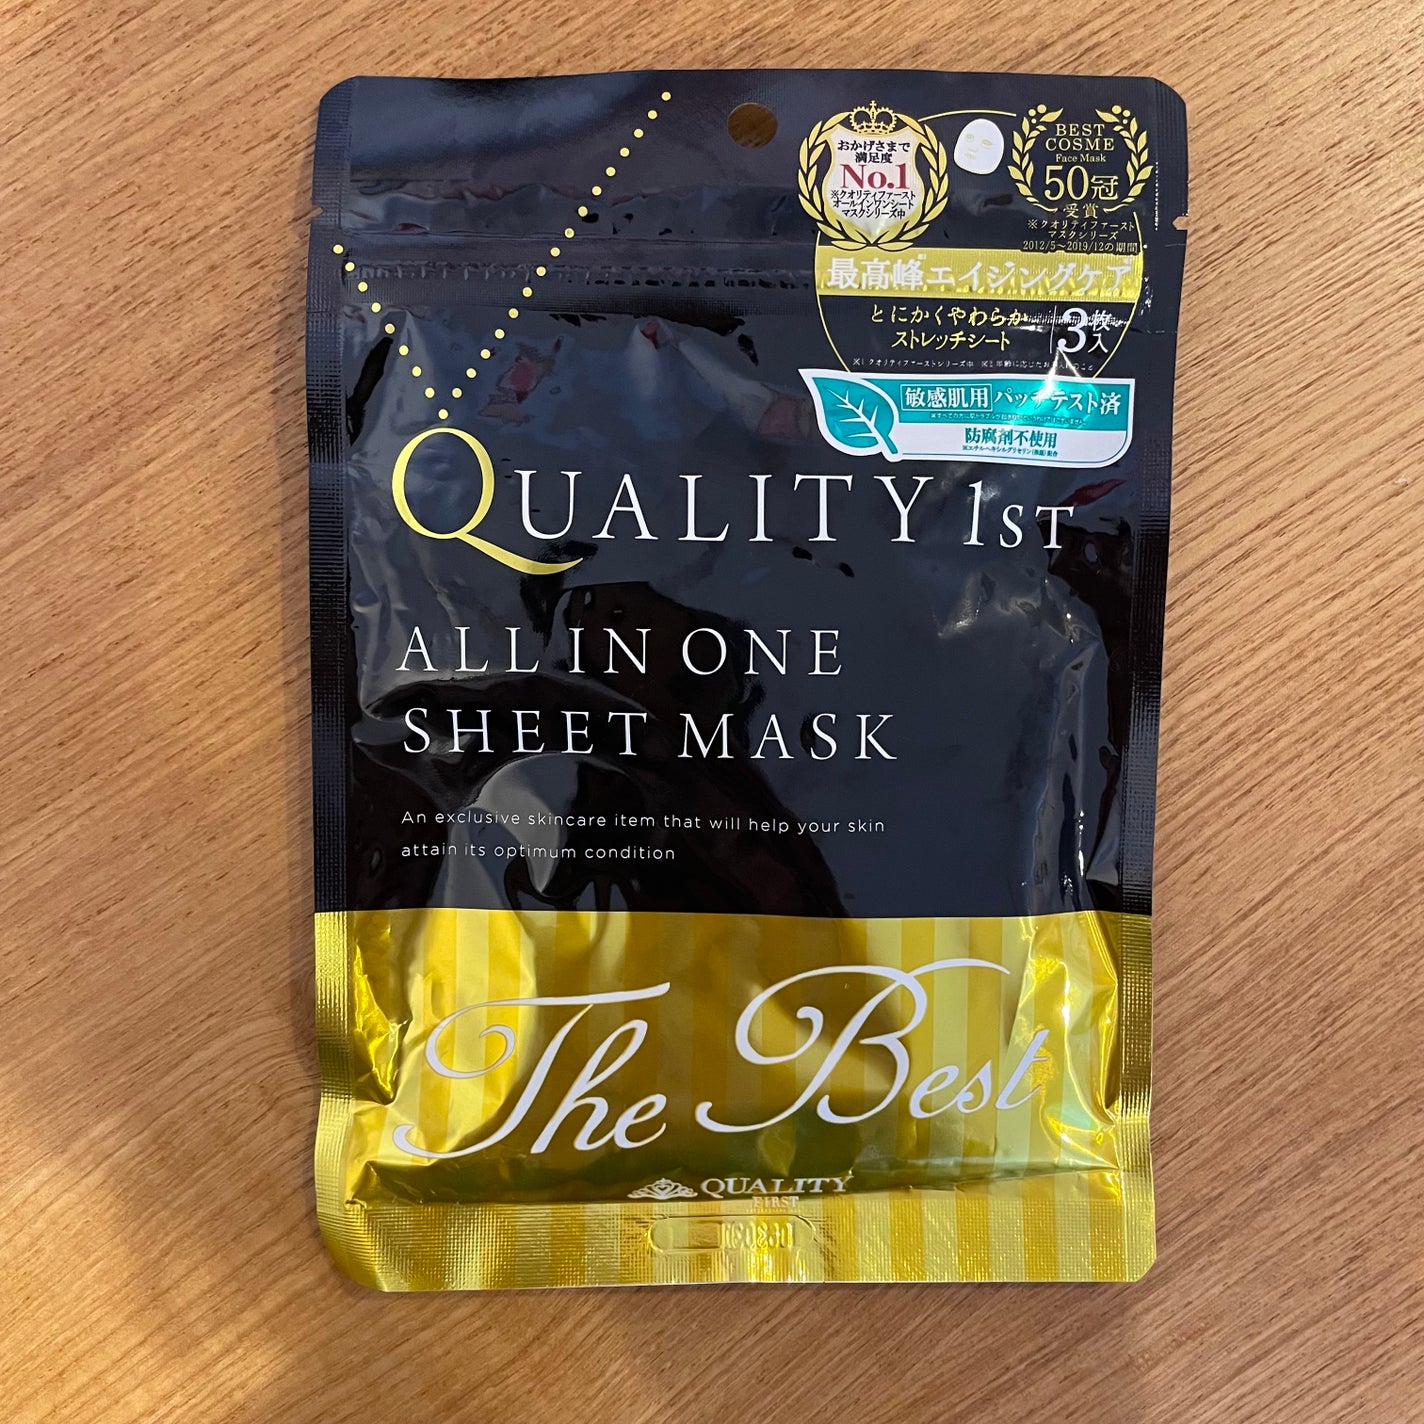 おかげさまで
満足度
No.1
※クオリティファースト
オールインワンシート
マスクシリーズ中
BEST
COSME
Face Mask
50冠
受賞
※クオリティファースト
マスクシリーズ
2012/5～2019/12の期間
最高峰エイジングケア
とにかくやわらか
ストレッチシート
3枚入
敏感肌用 パッチテスト済
防腐剤不使用
QUALITY 1ST
ALL IN ONE
SHEET MASK
An exclusive skincare item that will help your skin
attain its optimum condition
The Best
QUALITY
FIRST